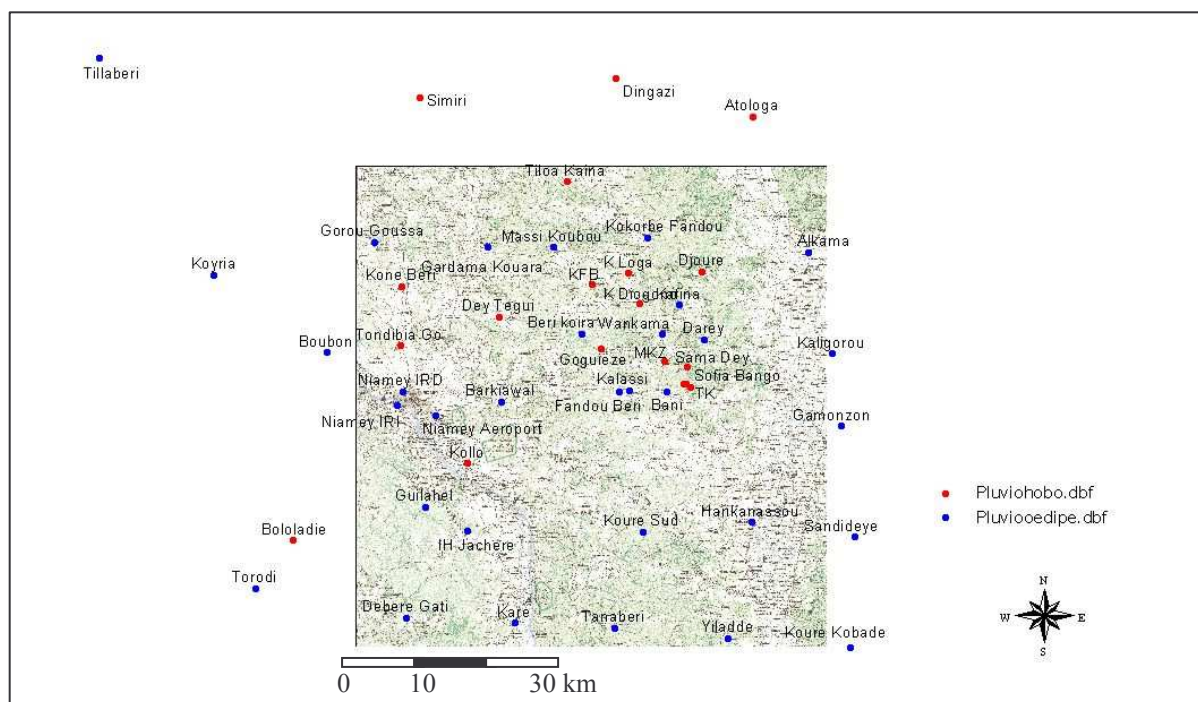 Tillaberi
Simiri
Dingazi
Atologa
Tiloa Kaina
Gorou Goussa
Massi Koubou
Kokorbe Fandou
Alkama
Koyria
Gardama Kouara
K Loga
Djoure
Kone Beri
KFB
Dey Tegui
Beri koira
Wankama
Darey
Boubon
Tondibia Go
Goguieze
MKZ
Sama Dey
Kaligorou
Niamey IRD
Barkiawal
Kalassi
Sofia Bango
TK
Niamey IRI
Niamey Aeroport
Fandou Beri
Bani
Gamonzon
Kollo
Guilahel
Pluviohobo.dbf
Pluviooedipe.dbf
Bololadie
IH Jachere
Koure Sud
Hankanassou
Sandideye
Torodi
Debere Gati
Kare
Tanaberi
Yiladde
Koure Kobade
N
W E
S
0 10 30 km